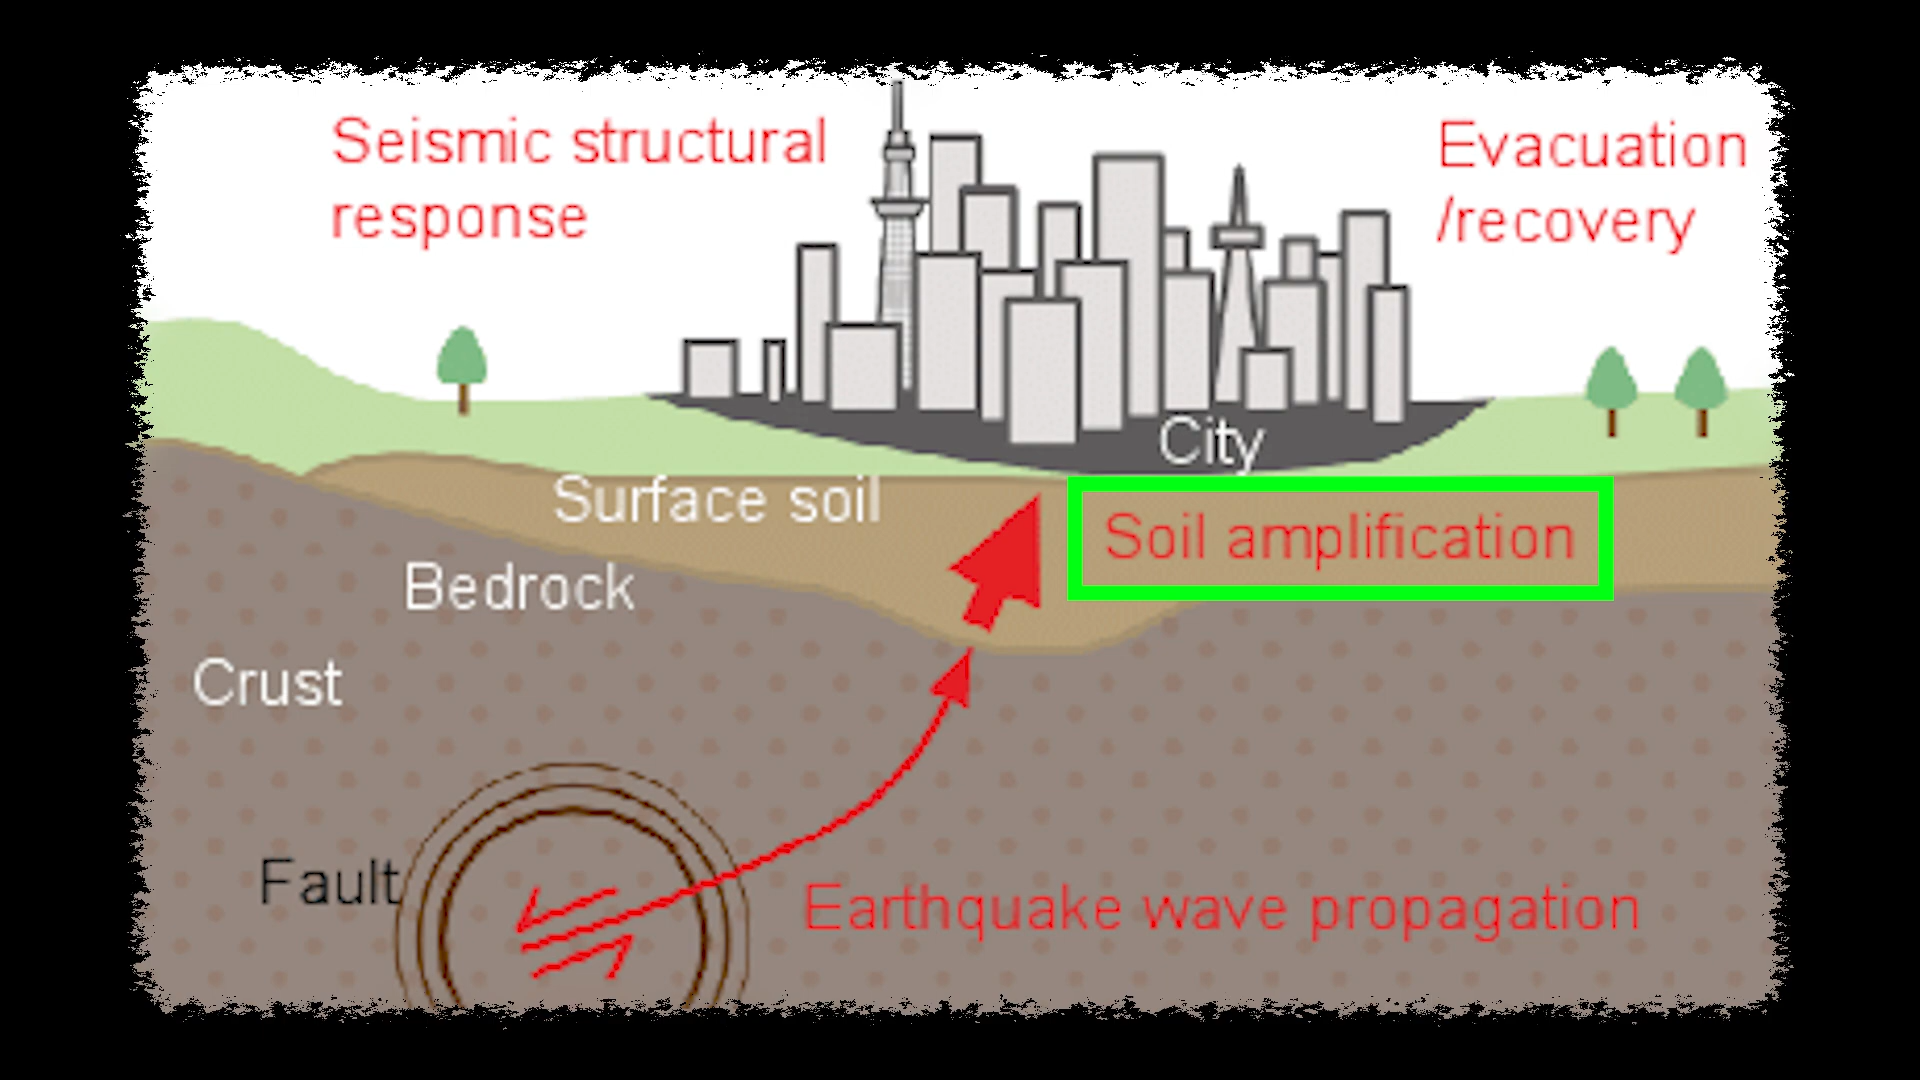 Seismic structural
response
Evacuation
/recovery
City
Surface soil
Soil amplification
Bedrock
Crust
Fault
Earthquake wave propagation